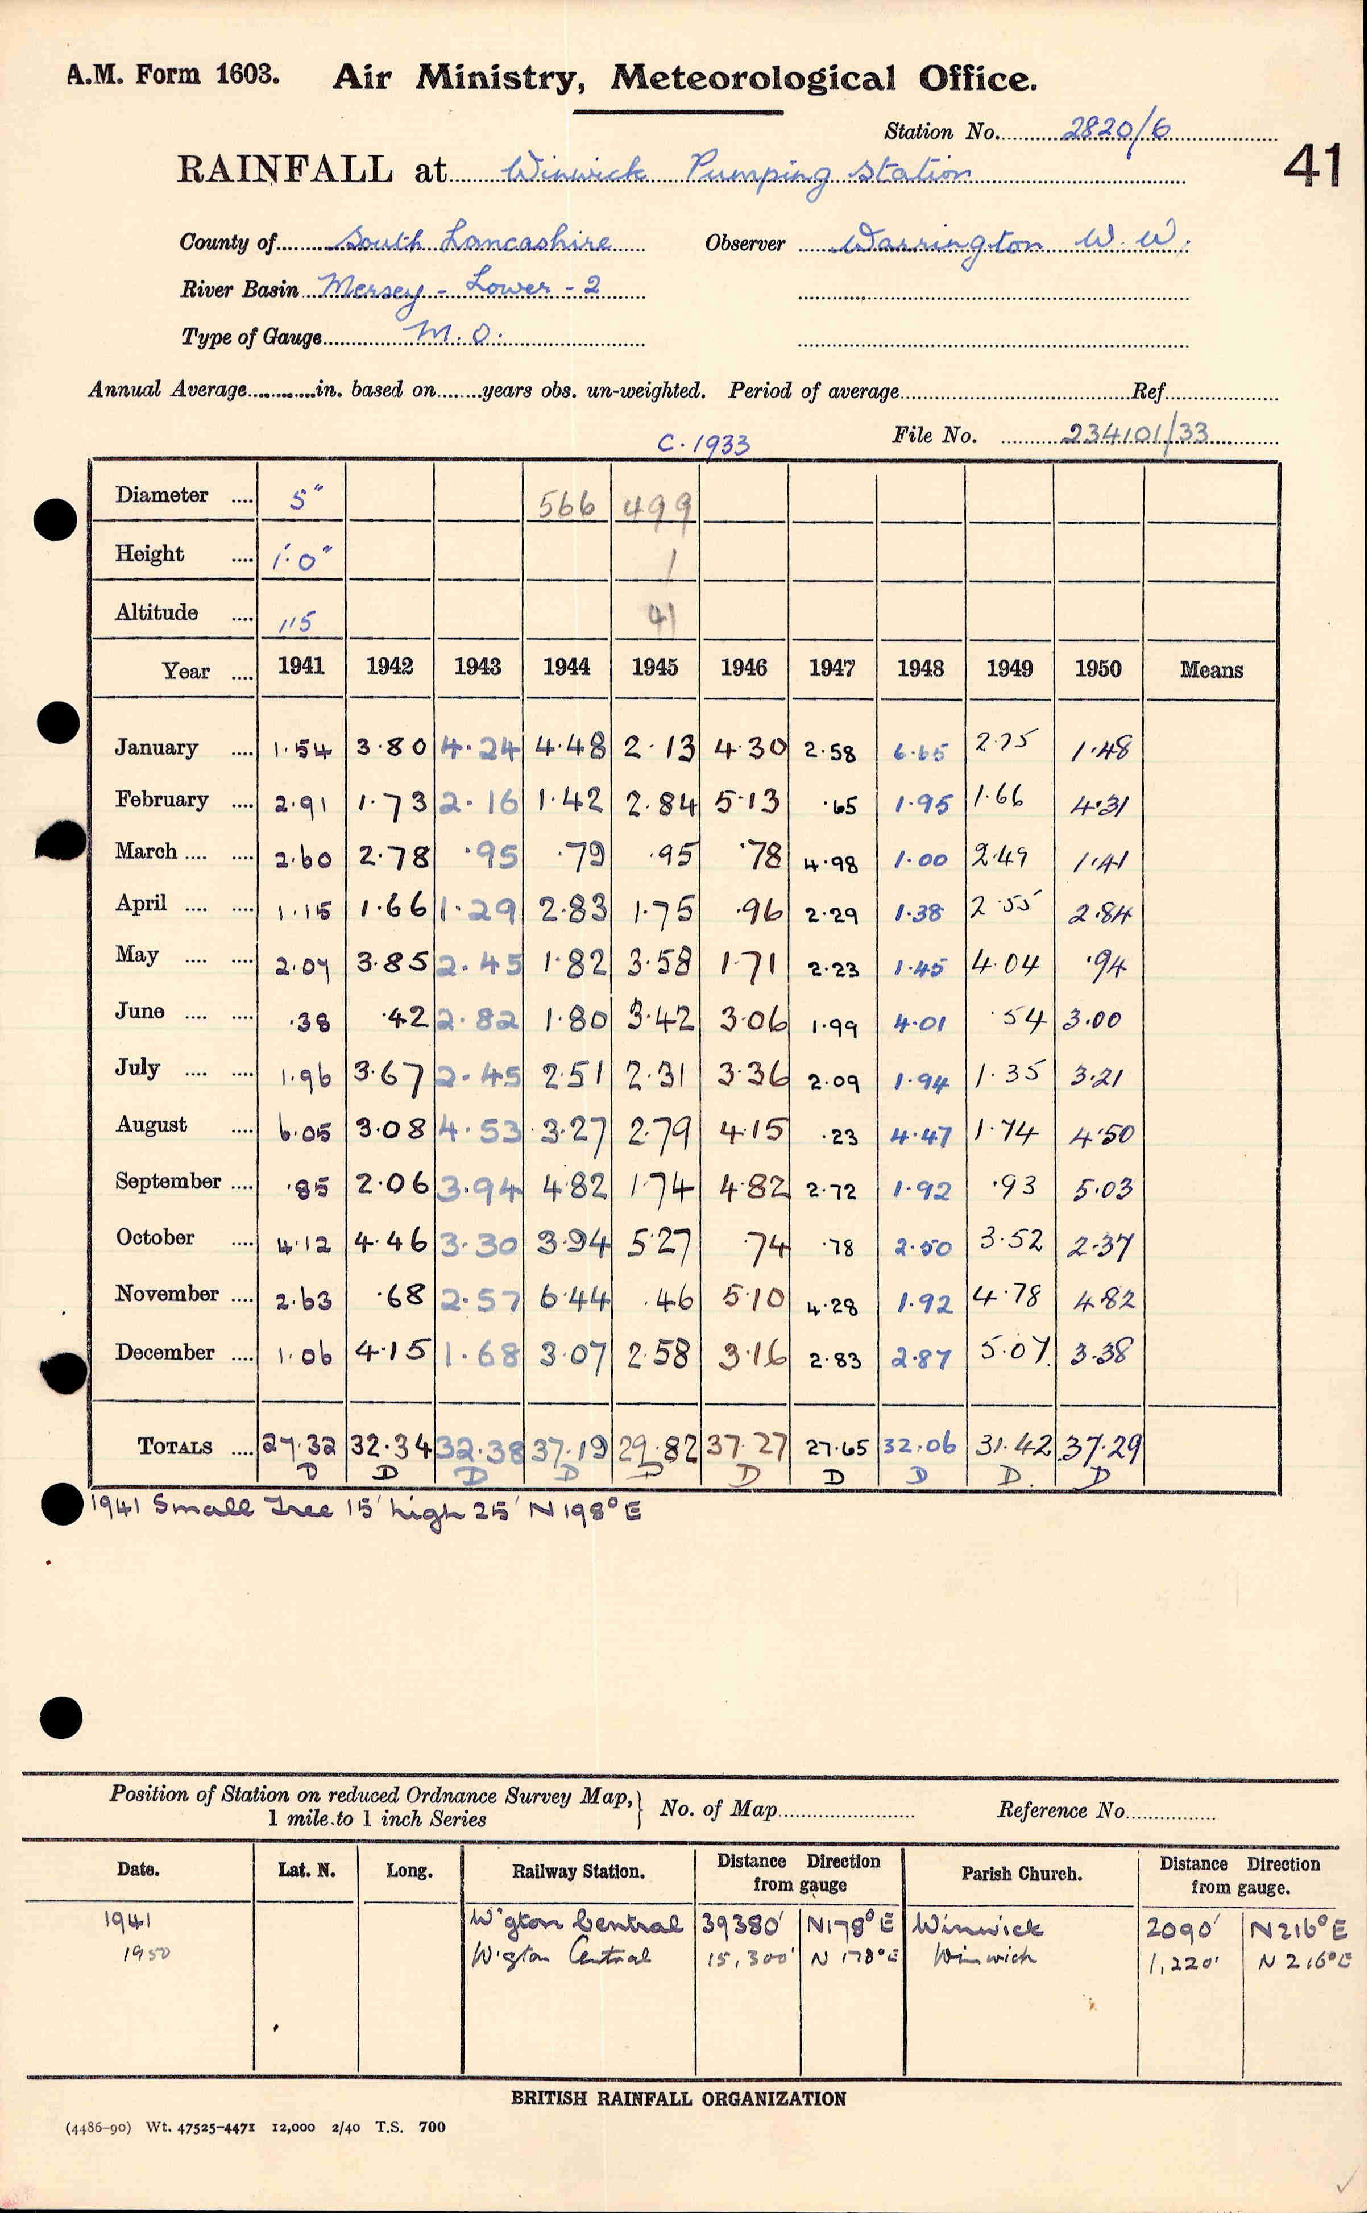 A.M. Form 1603. Air Ministry, Meteorological Office.
Station No. 2820/6
41
RAINFALL at Winwick Pumping Station
County of South Lancashire Observer Warrington W. W.
River Basin Mersey - Lower - 2
Type of Gauge M.O.
Annual Average in. based on years obs. un-weighted. Period of average Ref
File No. 234101/33
C. 1933
Diameter 5" 566 499
Height 1'.0" 1
Altitude 115 41
Year 1941 1942 1943 1944 1945 1946 1947 1948 1949 1950 Means
January 1.54 3.80 4.24 4.48 2.13 4.30 2.58 6.65 2.75 1.48
February 2.91 1.73 2.16 1.42 2.84 5.13 .65 1.95 1.66 4.31
March 2.60 2.78 .95 .79 .95 .78 4.98 1.00 2.49 1.41
April 1.15 1.66 1.29 2.83 1.75 .96 2.29 1.38 2.55 2.84
May 2.07 3.85 2.45 1.82 3.58 1.71 2.23 1.45 4.04 .94
June .38 .42 2.82 1.80 3.42 3.06 1.99 4.01 .54 3.00
July 1.96 3.67 2.45 2.51 2.31 3.36 2.09 1.94 1.35 3.21
August 6.05 3.08 4.53 3.27 2.79 4.15 .23 4.47 1.74 4.50
September .85 2.06 3.94 4.82 1.74 4.82 2.72 1.92 .93 5.03
October 4.12 4.46 3.30 3.94 5.27 .74 .78 2.50 3.52 2.37
November 2.63 .68 2.57 6.44 .46 5.10 4.28 1.92 4.78 4.82
December 1.06 4.15 1.68 3.07 2.58 3.16 2.83 2.87 5.07 3.38
TOTALS 27.32 32.34 32.38 37.19 29.82 37.27 27.65 32.06 31.42 37.29
D D D D D D D D D. D
1941 Small Tree 15' high 25' N 198° E
Position of Station on reduced Ordnance Survey Map, } No. of Map Reference No.
1 mile to 1 inch Series
Date. Lat. N. Long. Railway Station. Distance Direction from gauge Parish Church. Distance Direction from gauge.
1941 W'gton Central 39380' N178° E Winwick 2090' N216° E
1950 W'gton Central 15,300' N 178° E Winwick 1,220' N 216° E
BRITISH RAINFALL ORGANIZATION
(4486-90) Wt. 47525-4471 12,000 2/40 T.S. 700